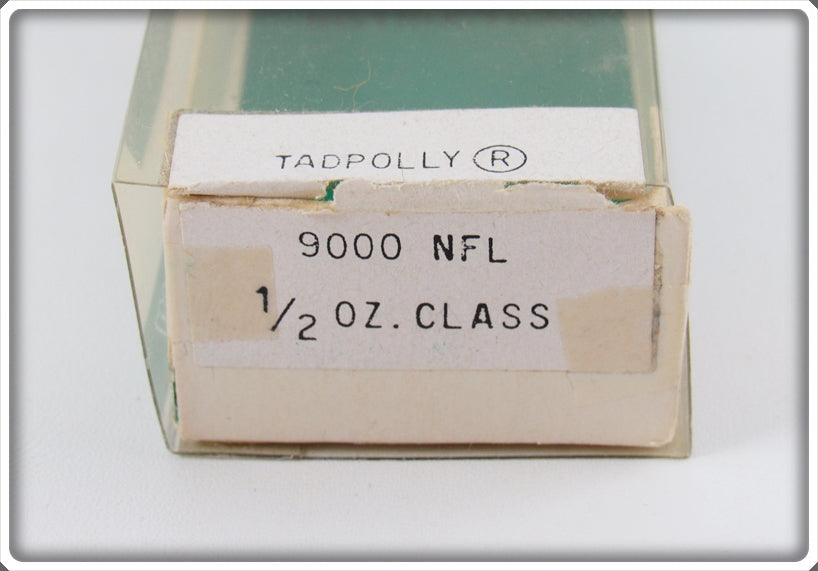 TADPOLLY ®
9000 NFL
1/2 OZ. CLASS